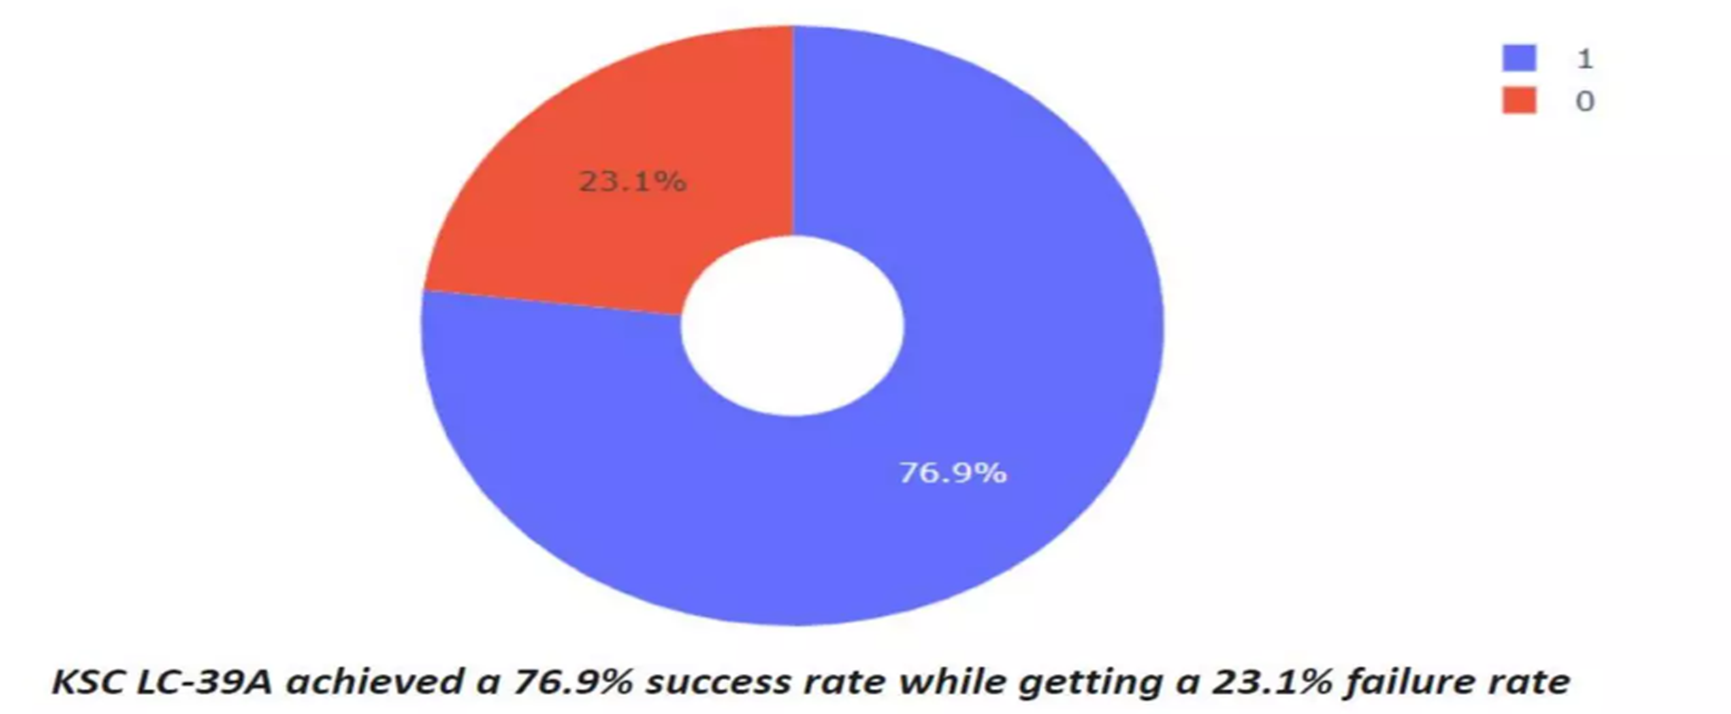 1
0
23.1%
76.9%
KSC LC-39A achieved a 76.9% success rate while getting a 23.1% failure rate